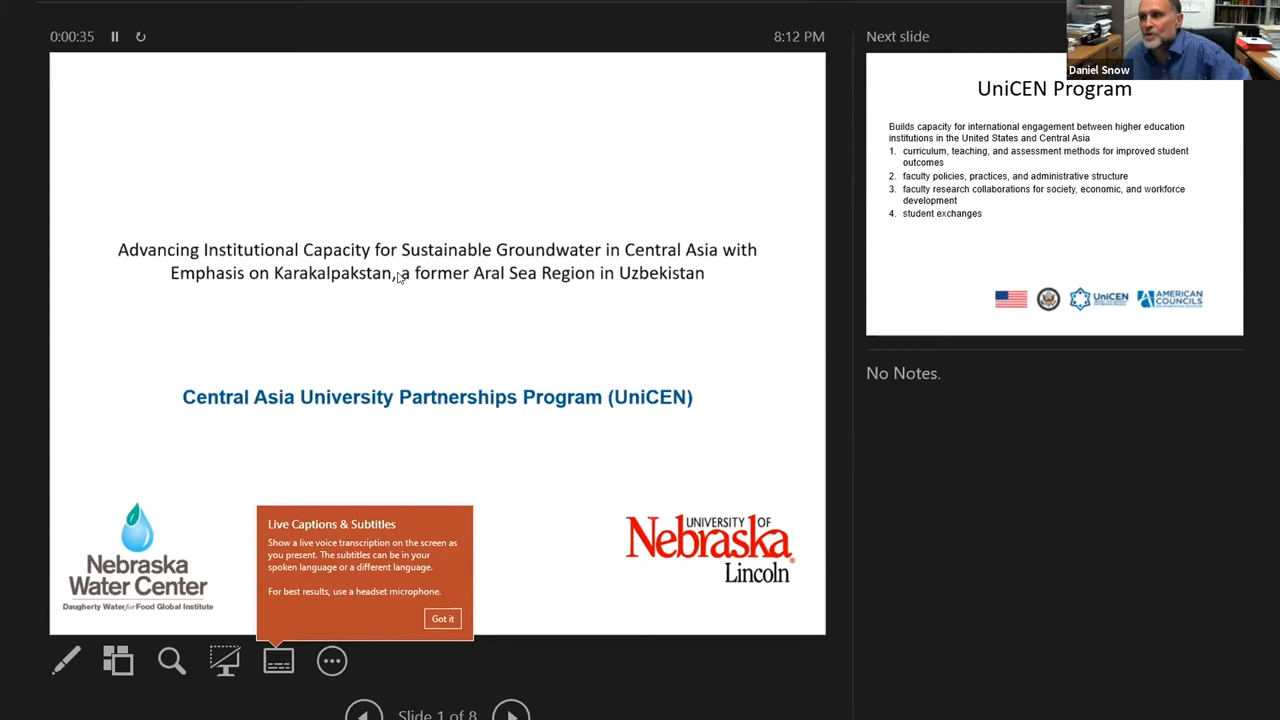 0:00:35
8:12 PM
Next slide
Daniel Snow
Advancing Institutional Capacity for Sustainable Groundwater in Central Asia with
Emphasis on Karakalpakstan, a former Aral Sea Region in Uzbekistan
Central Asia University Partnerships Program (UniCEN)
Nebraska
Water Center
Daugherty Water for Food Global Institute
Live Captions & Subtitles
Show a live voice transcription on the screen as
you present. The subtitles can be in your
spoken language or a different language.
For best results, use a headset microphone.
Got it
UNIVERSITY OF
Nebraska
Lincoln
UniCEN Program
Builds capacity for international engagement between higher education
institutions in the United States and Central Asia
1. curriculum, teaching, and assessment methods for improved student
outcomes
2. faculty policies, practices, and administrative structure
3. faculty research collaborations for society, economic, and workforce
development
4. student exchanges
UniCEN
AMERICAN
COUNCILS
No Notes.
Slide 1 of 8